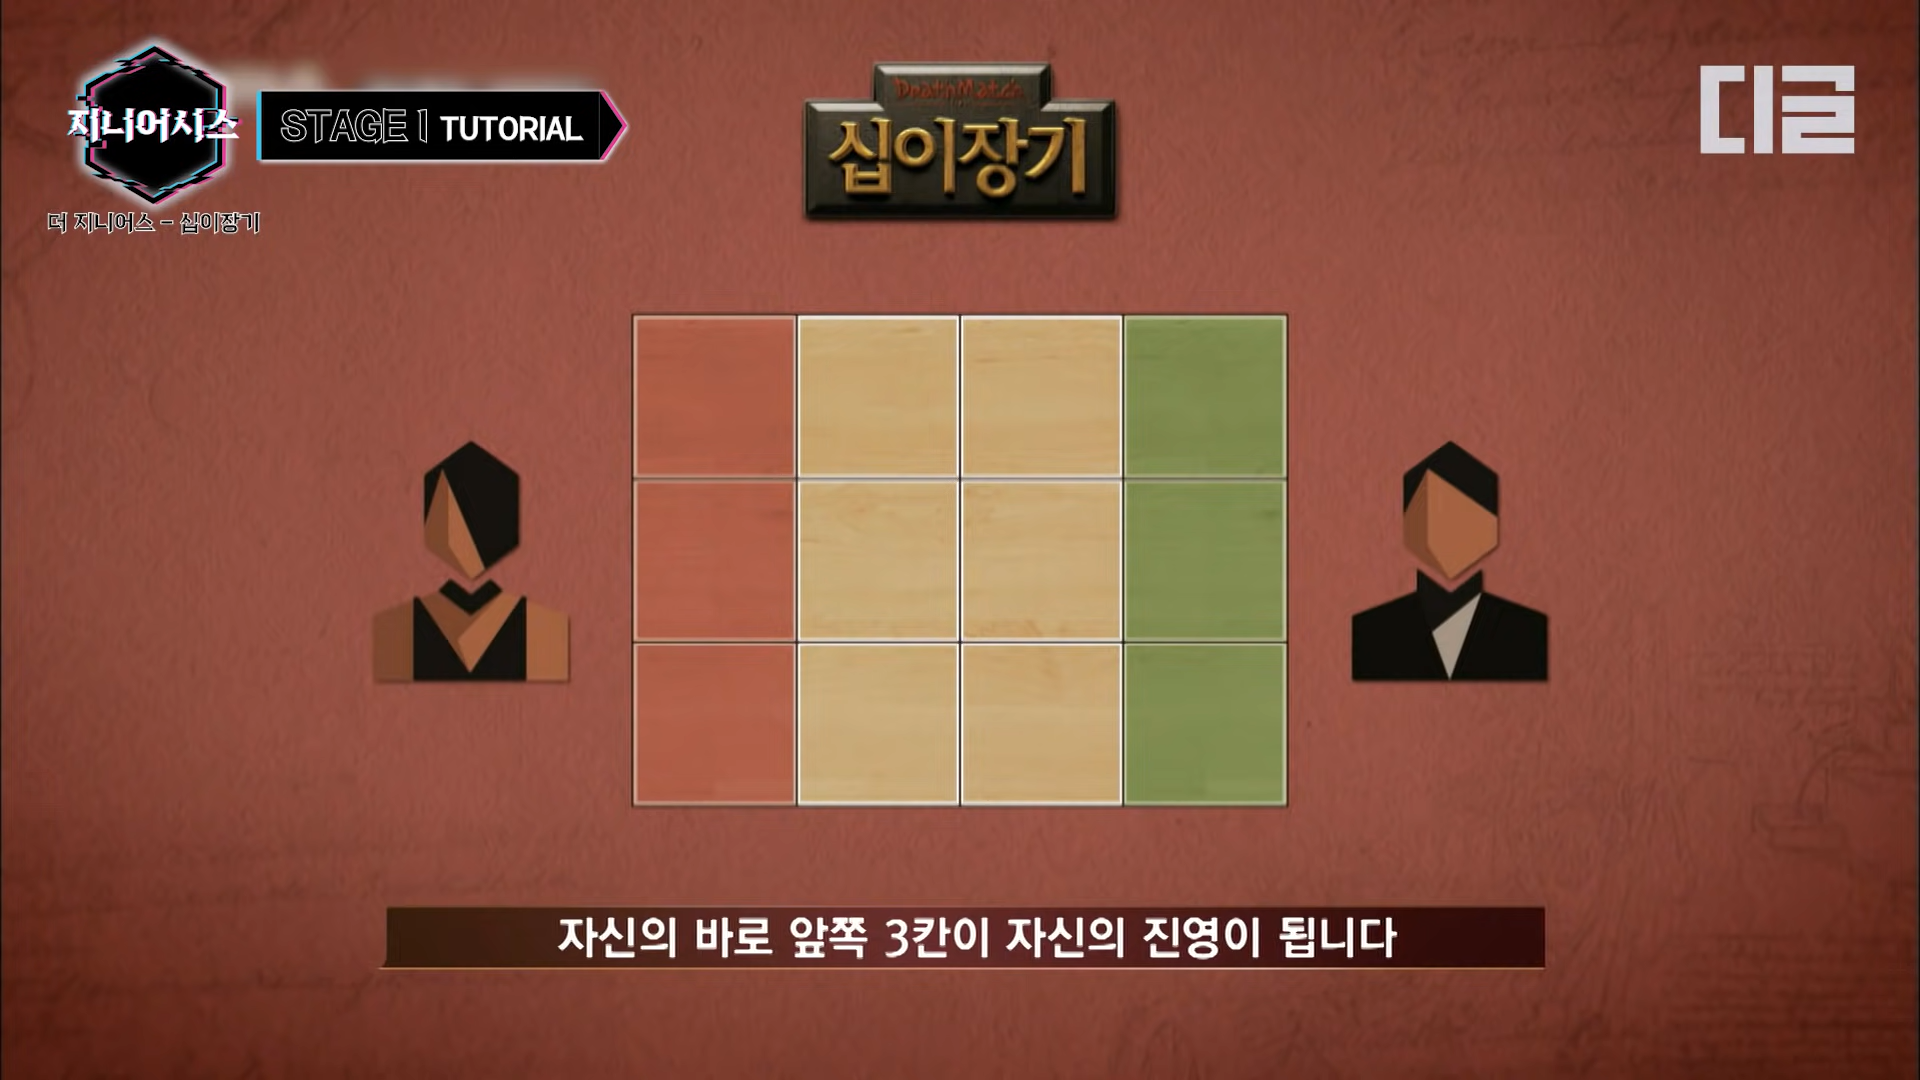 지니어시스
STAGE 1 TUTORIAL
더 지니어스 - 십이장기
Death Match
십이장기
디글
자신의 바로 앞쪽 3칸이 자신의 진영이 됩니다